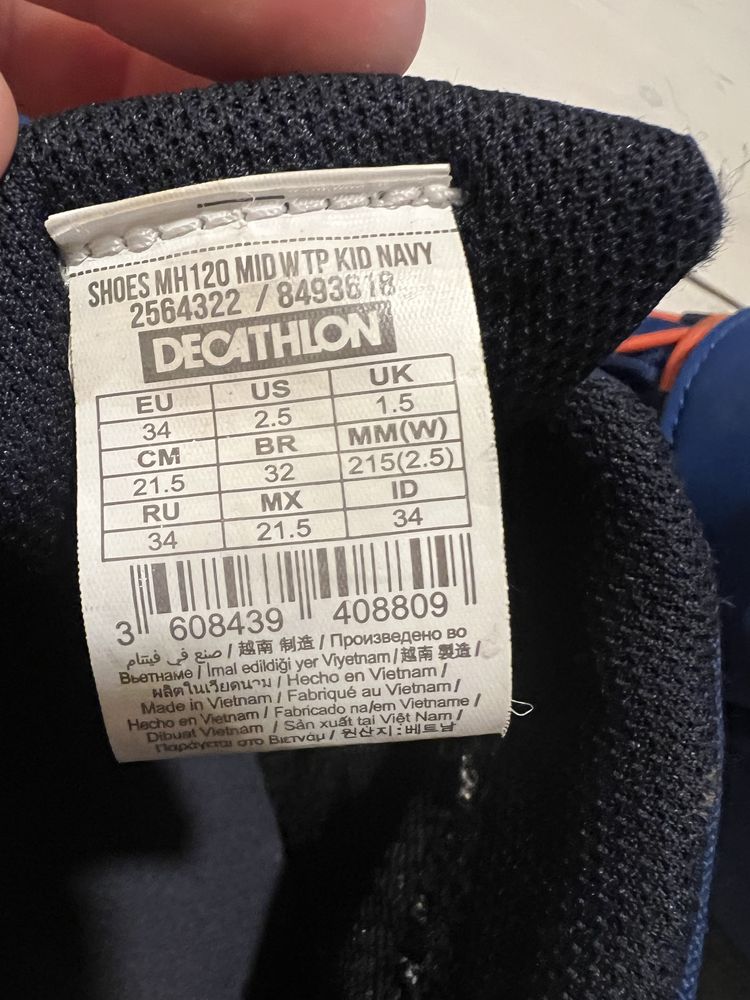 SHOES MH120 MID WTP KID NAVY
2564322 / 8493618
DECATHLON
EU US UK
34 2.5 1.5
CM BR MM(W)
21.5 32 215(2.5)
RU MX ID
34 21.5 34
3 608439 408809
صنع في فيتنام / 越南 制造 / Произведено во
Вьетнаме / İmal edildiği yer Viyetnam / 越南 製造 /
ผลิตในเวียดนาม / Hecho en Vietnam /
Made in Vietnam / Fabriqué au Vietnam /
Hecho en Vietnam / Fabricado na/em Vietname /
Dibuat Vietnam / Sản xuất tại Việt Nam /
Παράγεται στο Βιετνάμ / 원산지 : 베트남